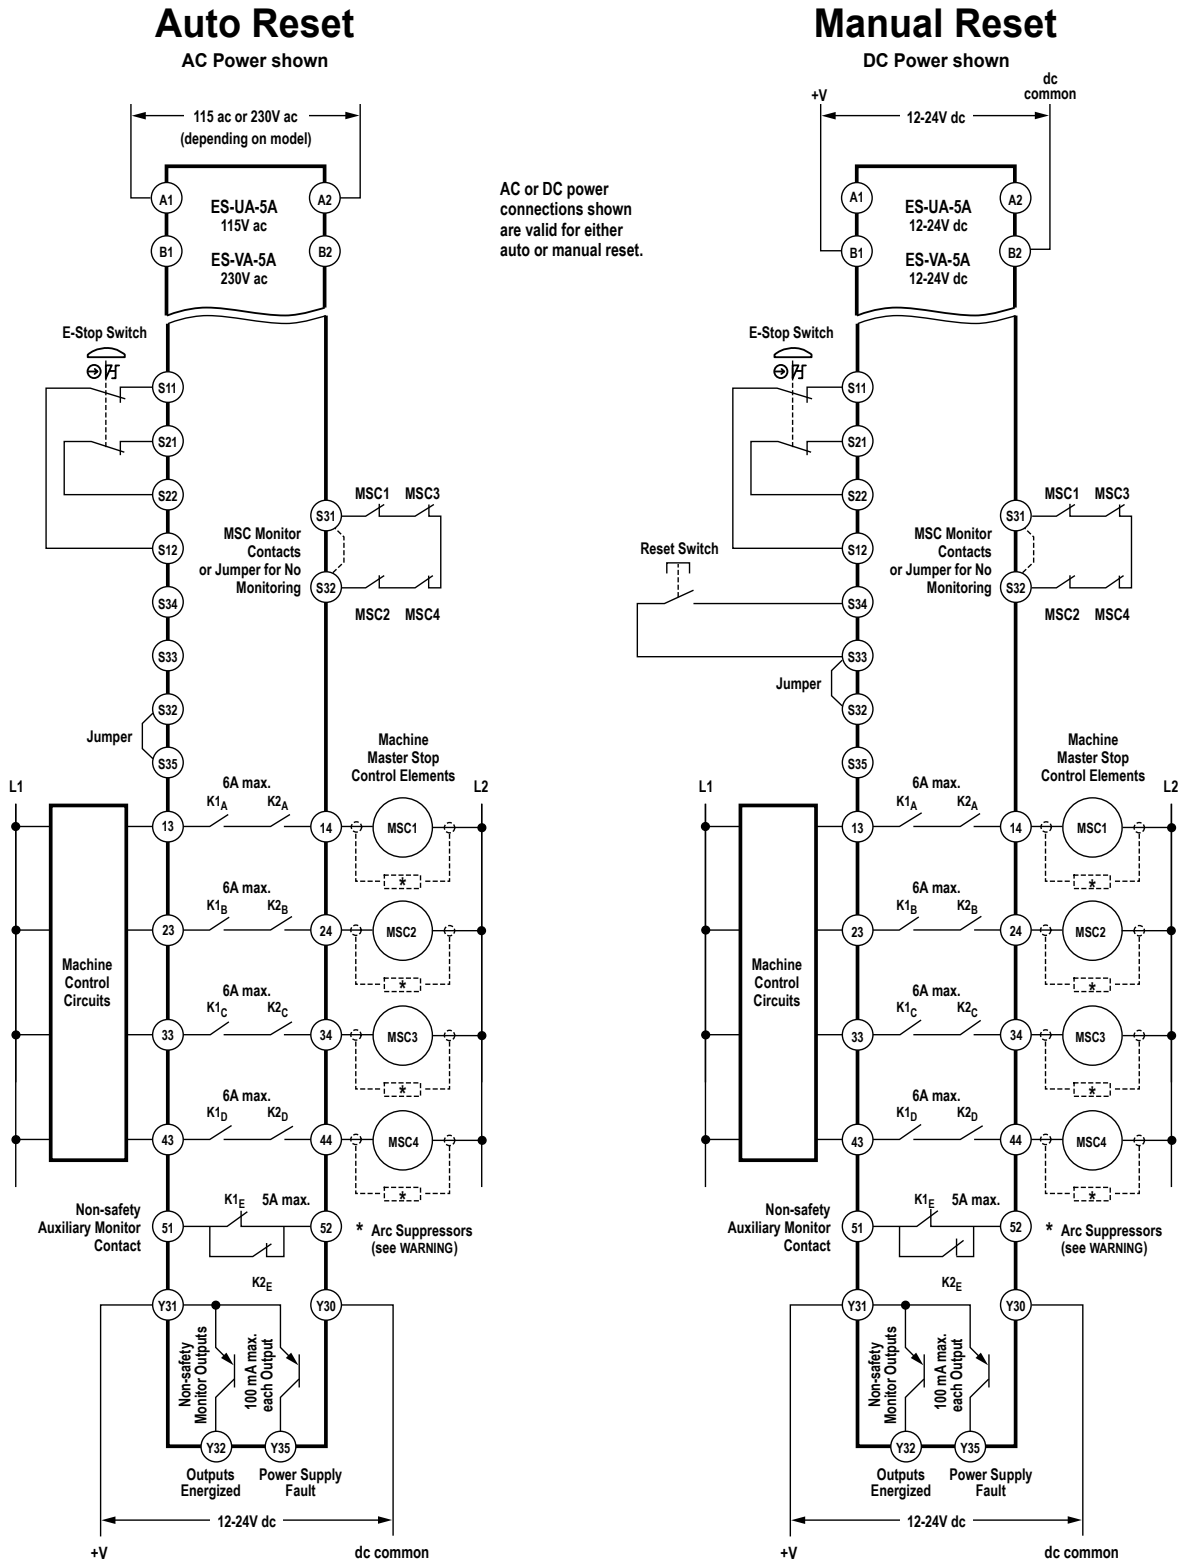 Auto Reset
AC Power shown
115 ac or 230V ac
(depending on model)
A1
A2
ES-UA-5A
115V ac
B1
B2
ES-VA-5A
230V ac
E-Stop Switch
S11
S21
S22
S12
S34
S33
S32
Jumper
S35
MSC1 MSC3
S31
MSC Monitor
Contacts
or Jumper for No
Monitoring
S32
MSC2 MSC4
Machine
Master Stop
Control Elements
L1
L2
6A max.
K1A K2A
13
14
MSC1
*
6A max.
K1B K2B
23
24
MSC2
*
Machine
Control
Circuits
6A max.
K1C K2C
33
34
MSC3
*
6A max.
K1D K2D
43
44
MSC4
*
Non-safety
Auxiliary Monitor
Contact
51
K1E 5A max.
52
K2E
* Arc Suppressors
(see WARNING)
Y31
Y30
Non-safety
Monitor Outputs
100 mA max.
each Output
Y32
Y35
Outputs
Energized
Power Supply
Fault
12-24V dc
+V
dc common
AC or DC power
connections shown
are valid for either
auto or manual reset.
Manual Reset
DC Power shown
+V
dc
common
12-24V dc
A1
A2
ES-UA-5A
12-24V dc
B1
B2
ES-VA-5A
12-24V dc
E-Stop Switch
S11
S21
S22
S12
Reset Switch
S34
S33
Jumper
S32
S35
MSC1 MSC3
S31
MSC Monitor
Contacts
or Jumper for No
Monitoring
S32
MSC2 MSC4
Machine
Master Stop
Control Elements
L1
L2
6A max.
K1A K2A
13
14
MSC1
*
6A max.
K1B K2B
23
24
MSC2
*
Machine
Control
Circuits
6A max.
K1C K2C
33
34
MSC3
*
6A max.
K1D K2D
43
44
MSC4
*
Non-safety
Auxiliary Monitor
Contact
51
K1E 5A max.
52
K2E
* Arc Suppressors
(see WARNING)
Y31
Y30
Non-safety
Monitor Outputs
100 mA max.
each Output
Y32
Y35
Outputs
Energized
Power Supply
Fault
12-24V dc
+V
dc common